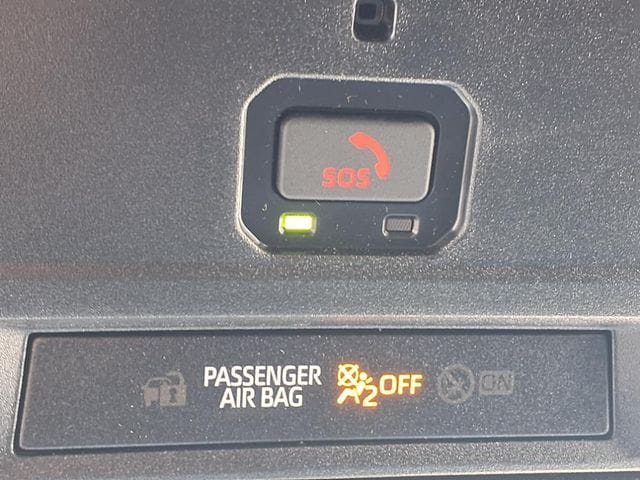 SOS
PASSENGER
AIR BAG
2 OFF
ON